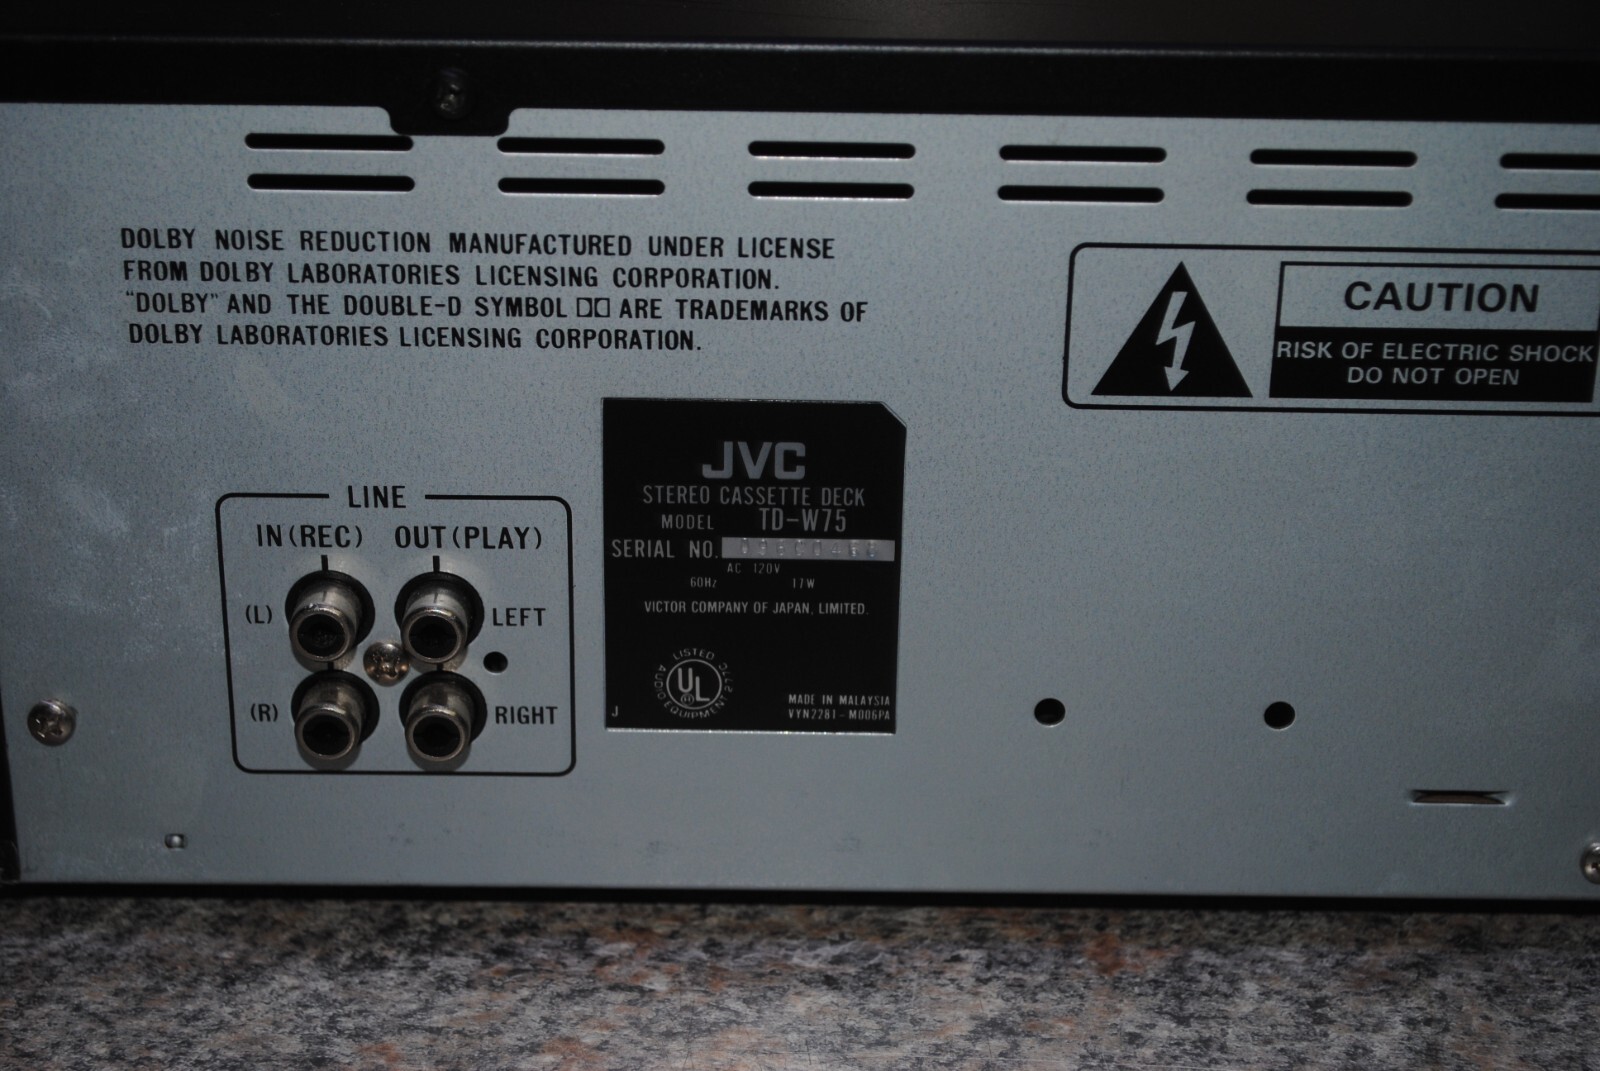 DOLBY NOISE REDUCTION MANUFACTURED UNDER LICENSE
FROM DOLBY LABORATORIES LICENSING CORPORATION.
"DOLBY" AND THE DOUBLE-D SYMBOL ARE TRADEMARKS OF
DOLBY LABORATORIES LICENSING CORPORATION.
CAUTION
RISK OF ELECTRIC SHOCK
DO NOT OPEN
LINE
IN (REC) OUT (PLAY)
(L) LEFT
(R) RIGHT
JVC
STEREO CASSETTE DECK
MODEL TD-W75
SERIAL NO.
AC 120V
60Hz 17W
VICTOR COMPANY OF JAPAN, LIMITED.
LISTED
UL
AUDIO EQUIPMENT 277C
J
MADE IN MALAYSIA
VYN2281-M006PA